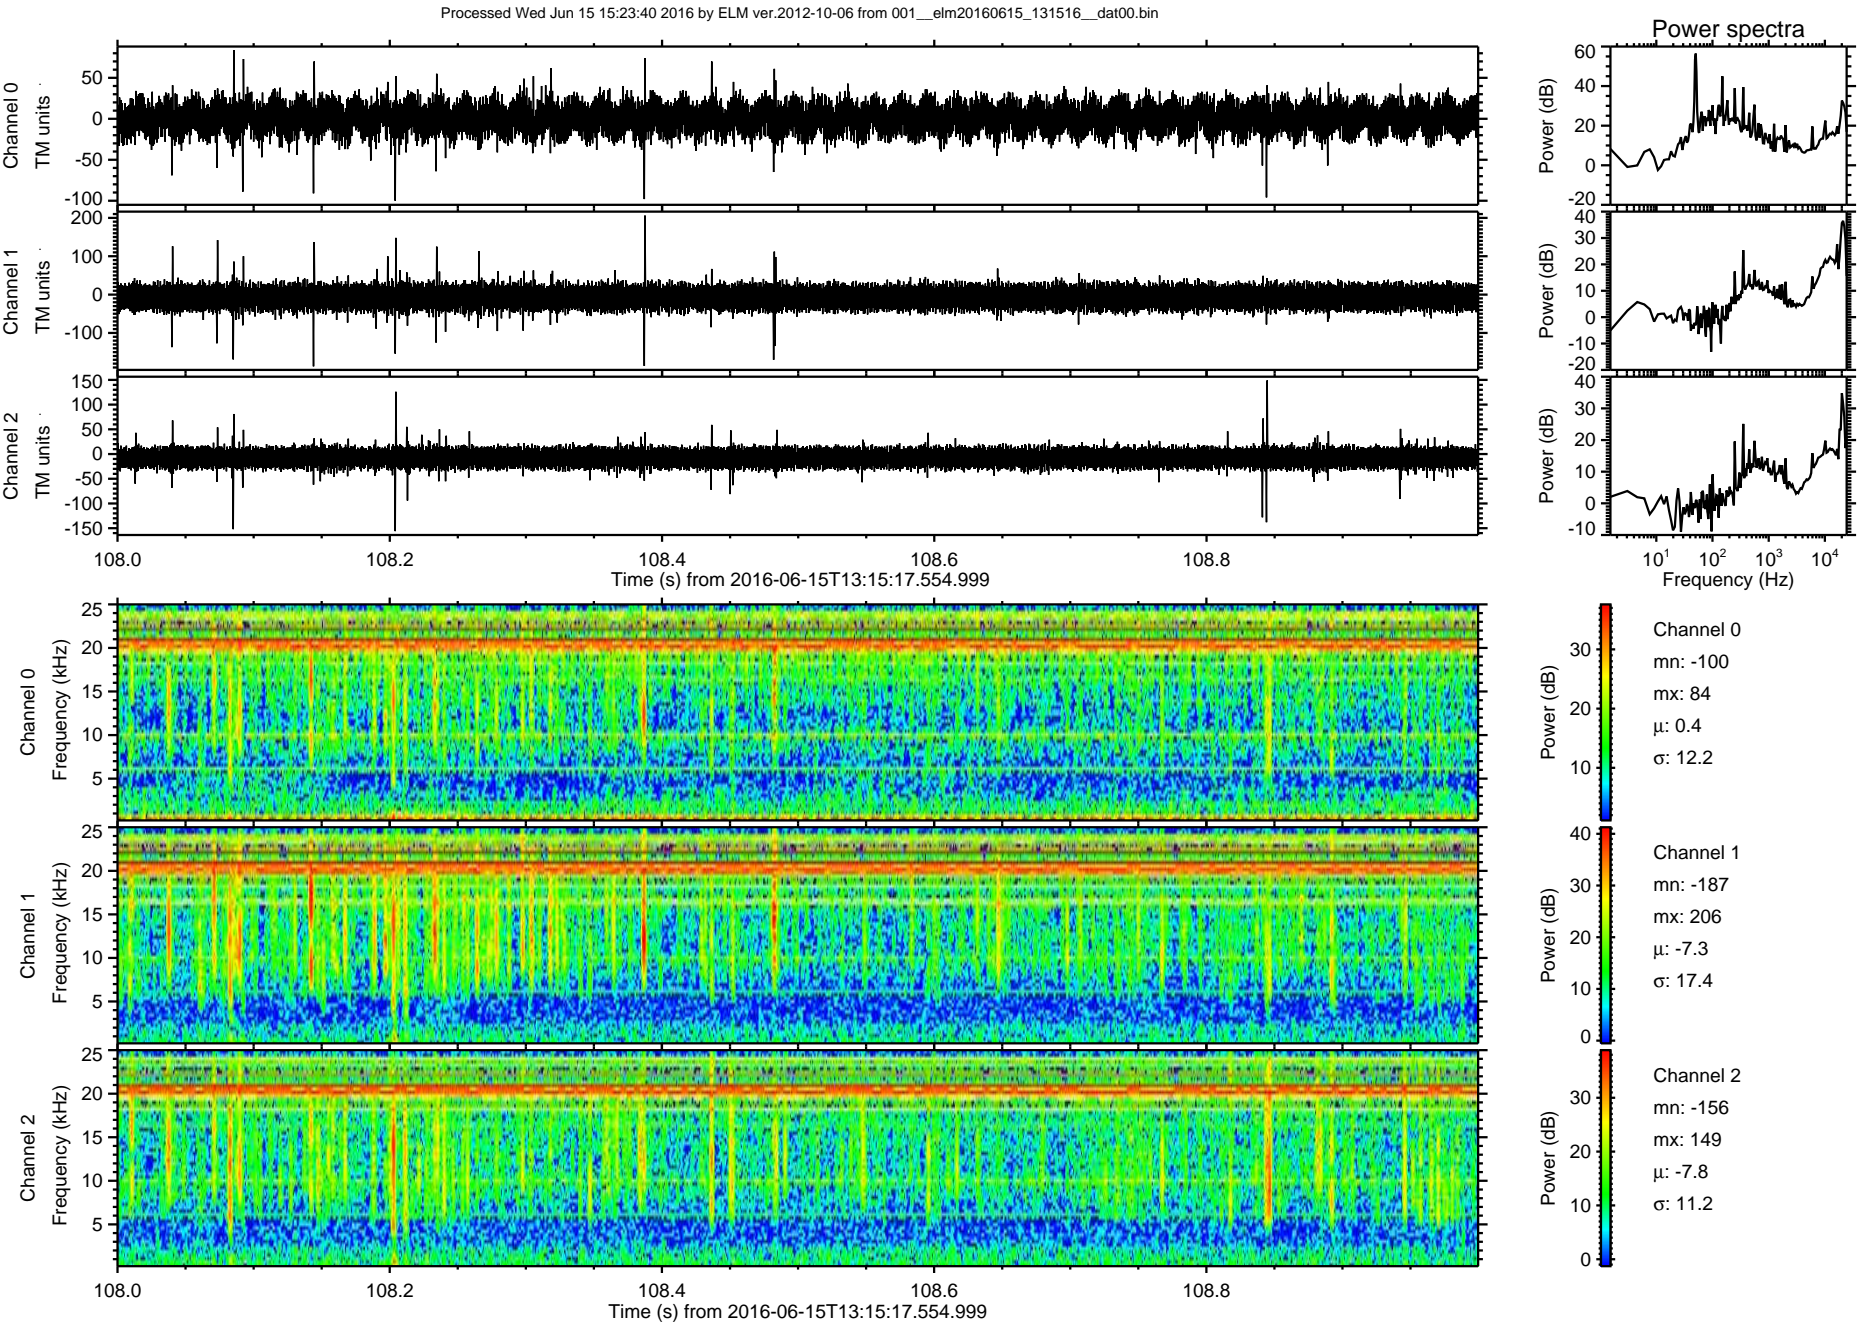 Processed Wed Jun 15 15:23:40 2016 by ELM ver.2012-10-06 from 001__elm20160615_131516__dat00.bin
Power spectra
Channel 0
TM units
50
0
-50
-100
Power (dB)
60
40
20
0
-20
Channel 1
TM units
200
100
0
-100
Power (dB)
40
30
20
10
0
-10
-20
Channel 2
TM units
150
100
50
0
-50
-100
-150
Power (dB)
40
30
20
10
0
-10
108.0 108.2 108.4 108.6 108.8
Time (s) from 2016-06-15T13:15:17.554.999
10¹ 10² 10³ 10⁴
Frequency (Hz)
Channel 0
Frequency (kHz)
25
20
15
10
5
Power (dB)
30
20
10
Channel 0
mn: -100
mx: 84
μ: 0.4
σ: 12.2
Channel 1
Frequency (kHz)
25
20
15
10
5
Power (dB)
40
30
20
10
0
Channel 1
mn: -187
mx: 206
μ: -7.3
σ: 17.4
Channel 2
Frequency (kHz)
25
20
15
10
5
Power (dB)
30
20
10
0
Channel 2
mn: -156
mx: 149
μ: -7.8
σ: 11.2
108.0 108.2 108.4 108.6 108.8
Time (s) from 2016-06-15T13:15:17.554.999